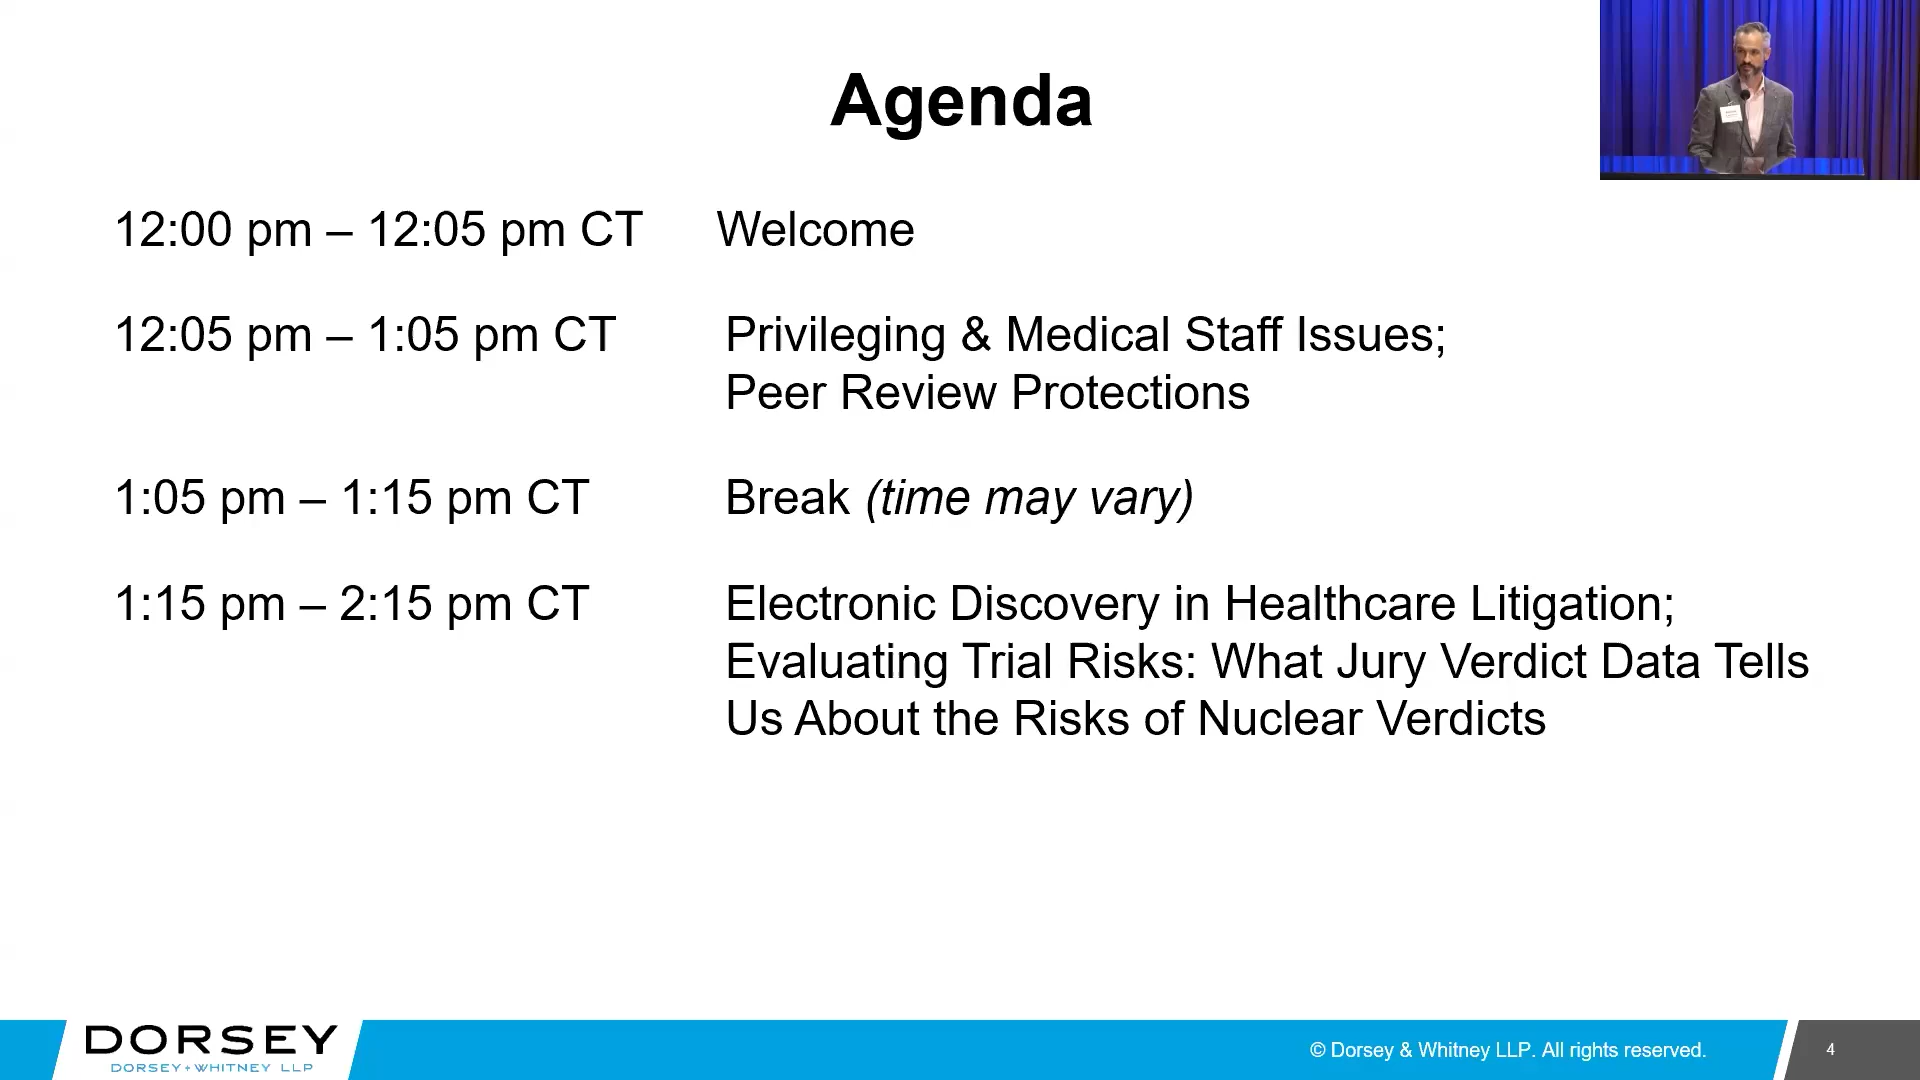 Agenda
12:00 pm – 12:05 pm CT Welcome
12:05 pm – 1:05 pm CT Privileging & Medical Staff Issues;
Peer Review Protections
1:05 pm – 1:15 pm CT Break (time may vary)
1:15 pm – 2:15 pm CT Electronic Discovery in Healthcare Litigation;
Evaluating Trial Risks: What Jury Verdict Data Tells
Us About the Risks of Nuclear Verdicts
DORSEY
DORSEY + WHITNEY LLP
© Dorsey & Whitney LLP. All rights reserved.
4